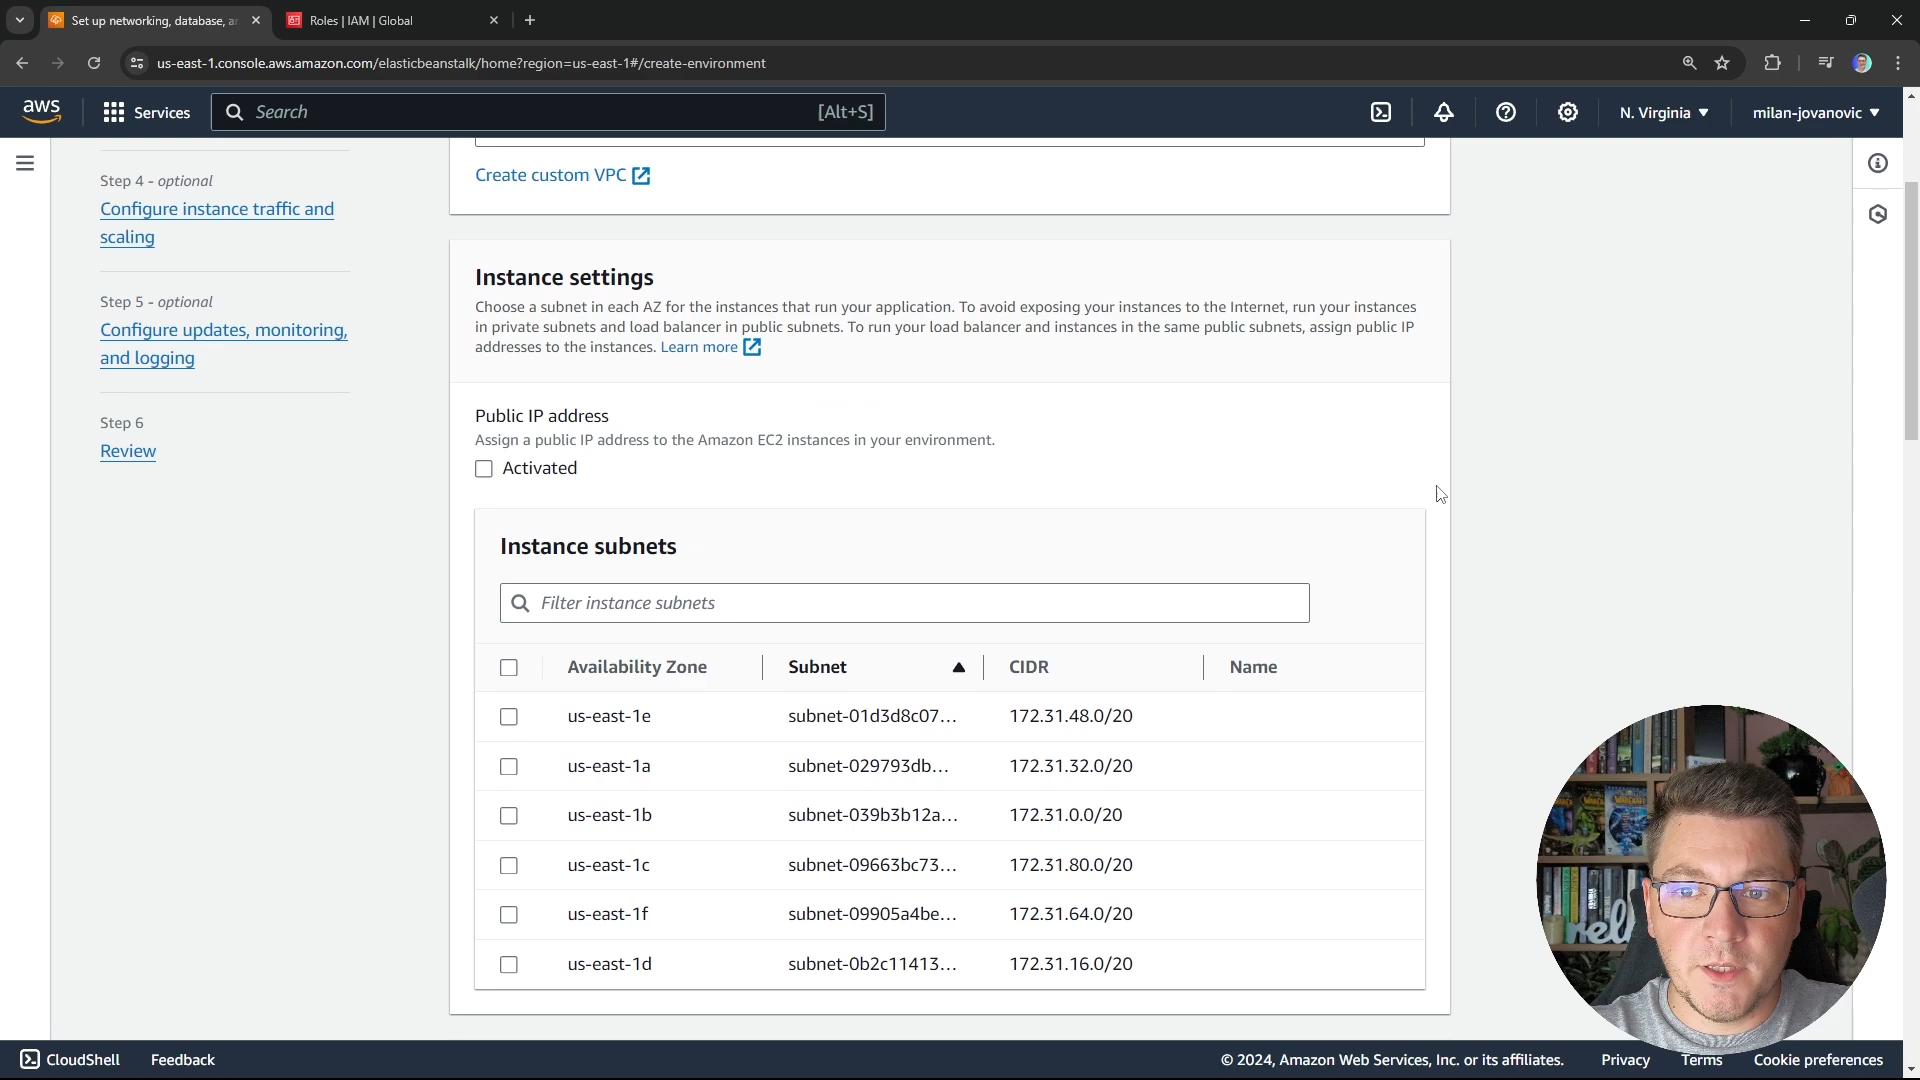 Set up networking, database, a
Roles | IAM | Global
us-east-1.console.aws.amazon.com/elasticbeanstalk/home?region=us-east-1#/create-environment
aws
Services
Search
[Alt+S]
N. Virginia
milan-jovanovic
Step 4 - optional
Configure instance traffic and
scaling
Step 5 - optional
Configure updates, monitoring,
and logging
Step 6
Review
Create custom VPC
Instance settings
Choose a subnet in each AZ for the instances that run your application. To avoid exposing your instances to the Internet, run your instances
in private subnets and load balancer in public subnets. To run your load balancer and instances in the same public subnets, assign public IP
addresses to the instances. Learn more
Public IP address
Assign a public IP address to the Amazon EC2 instances in your environment.
Activated
Instance subnets
Filter instance subnets
Availability Zone Subnet CIDR Name
us-east-1e subnet-01d3d8c07... 172.31.48.0/20
us-east-1a subnet-029793db... 172.31.32.0/20
us-east-1b subnet-039b3b12a... 172.31.0.0/20
us-east-1c subnet-09663bc73... 172.31.80.0/20
us-east-1f subnet-09905a4be... 172.31.64.0/20
us-east-1d subnet-0b2c11413... 172.31.16.0/20
CloudShell
Feedback
© 2024, Amazon Web Services, Inc. or its affiliates.
Privacy
Terms
Cookie preferences